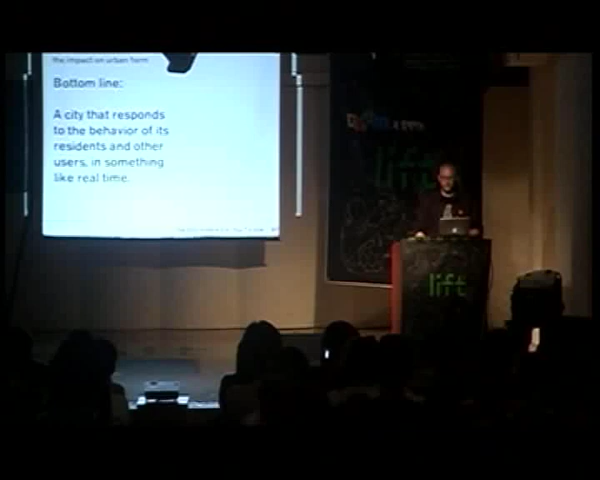 the impact on urban form
Bottom line:
A city that responds
to the behavior of its
residents and other
users, in something
like real time.
lift
lift